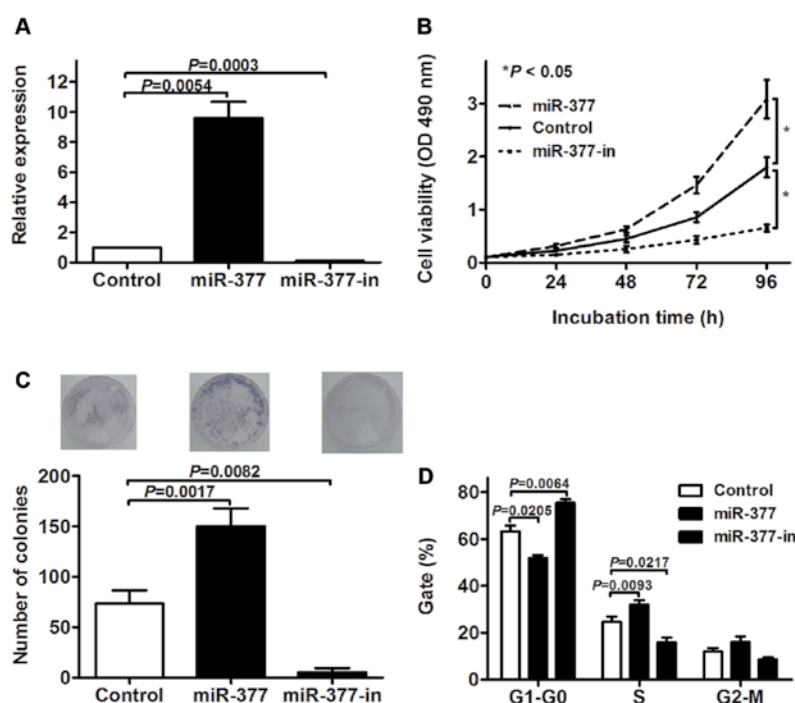 A
Relative expression
12
10
8
6
4
2
0
P=0.0003
P=0.0054
Control miR-377 miR-377-in
B
Cell viability (OD 490 nm)
3
2
1
0
*P < 0.05
miR-377
Control
miR-377-in
*
*
0 24 48 72 96
Incubation time (h)
C
Number of colonies
200
150
100
50
0
P=0.0082
P=0.0017
Control miR-377 miR-377-in
D
Gate (%)
80
60
40
20
0
P=0.0064
P=0.0205
P=0.0217
P=0.0093
Control
miR-377
miR-377-in
G1-G0 S G2-M